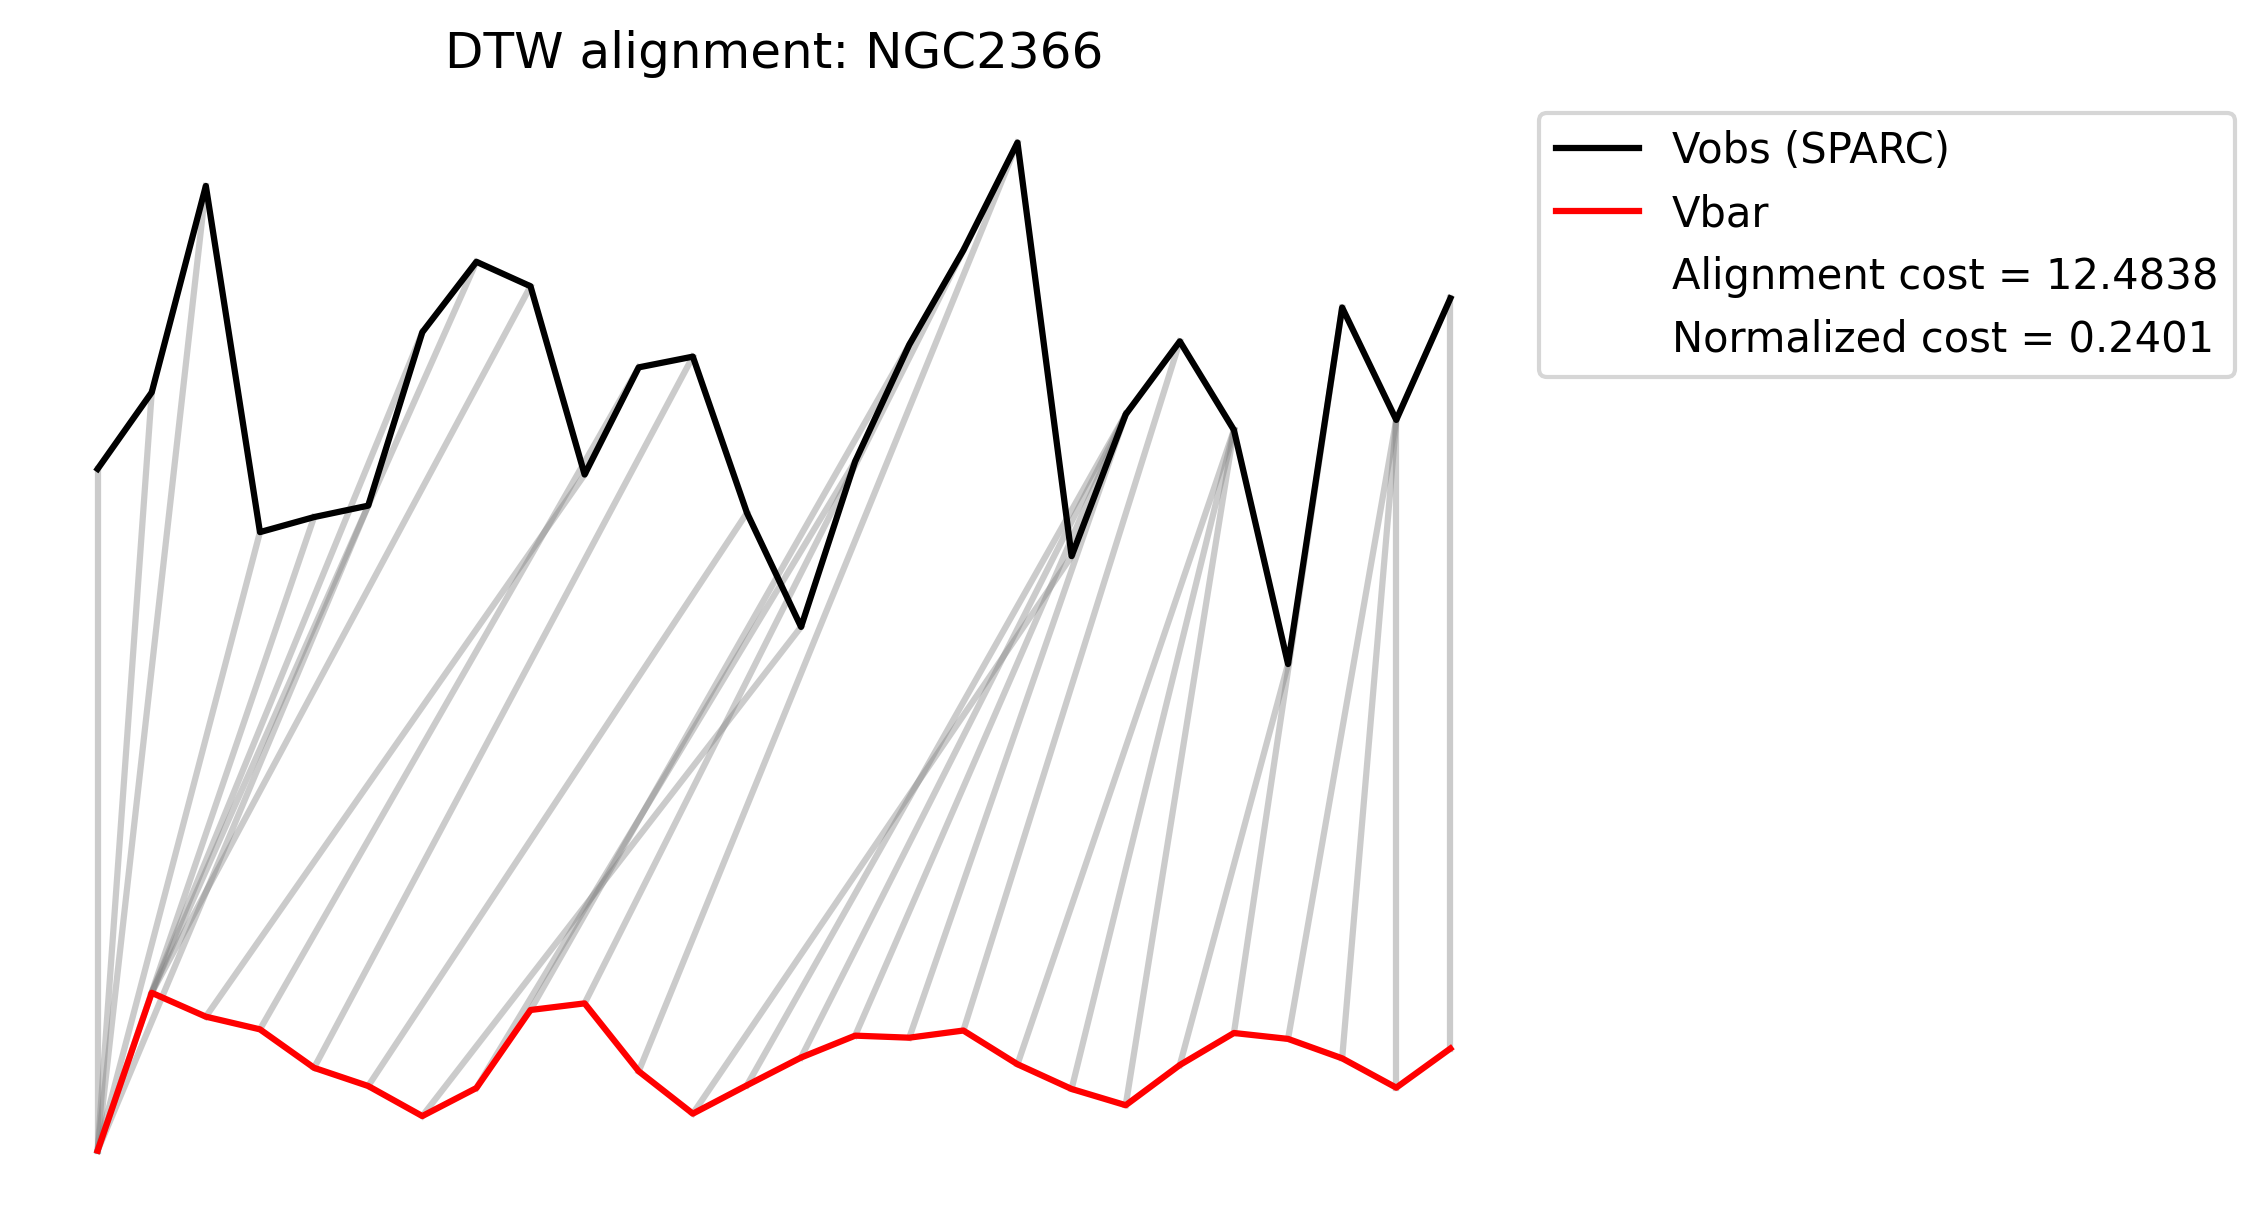 DTW alignment: NGC2366
Vobs (SPARC)
Vbar
Alignment cost = 12.4838
Normalized cost = 0.2401